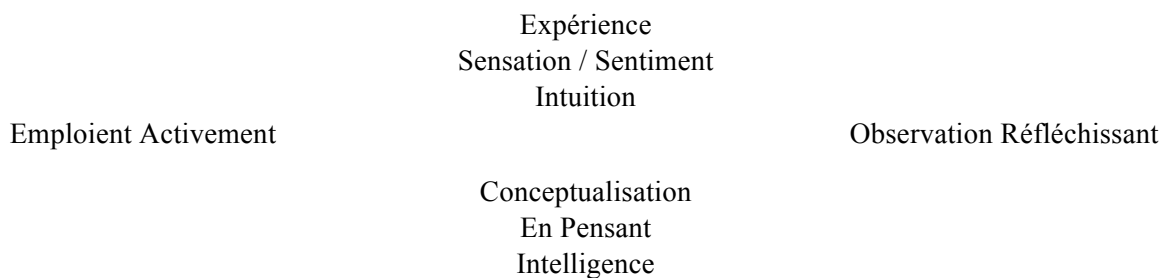 Expérience
Sensation / Sentiment
Intuition
Emploient Activement
Observation Réfléchissant
Conceptualisation
En Pensant
Intelligence